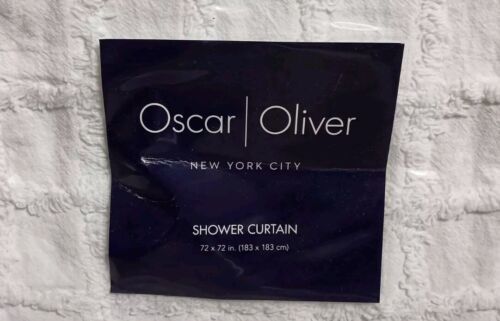 Oscar | Oliver
NEW YORK CITY
SHOWER CURTAIN
72 x 72 in. (183 x 183 cm)